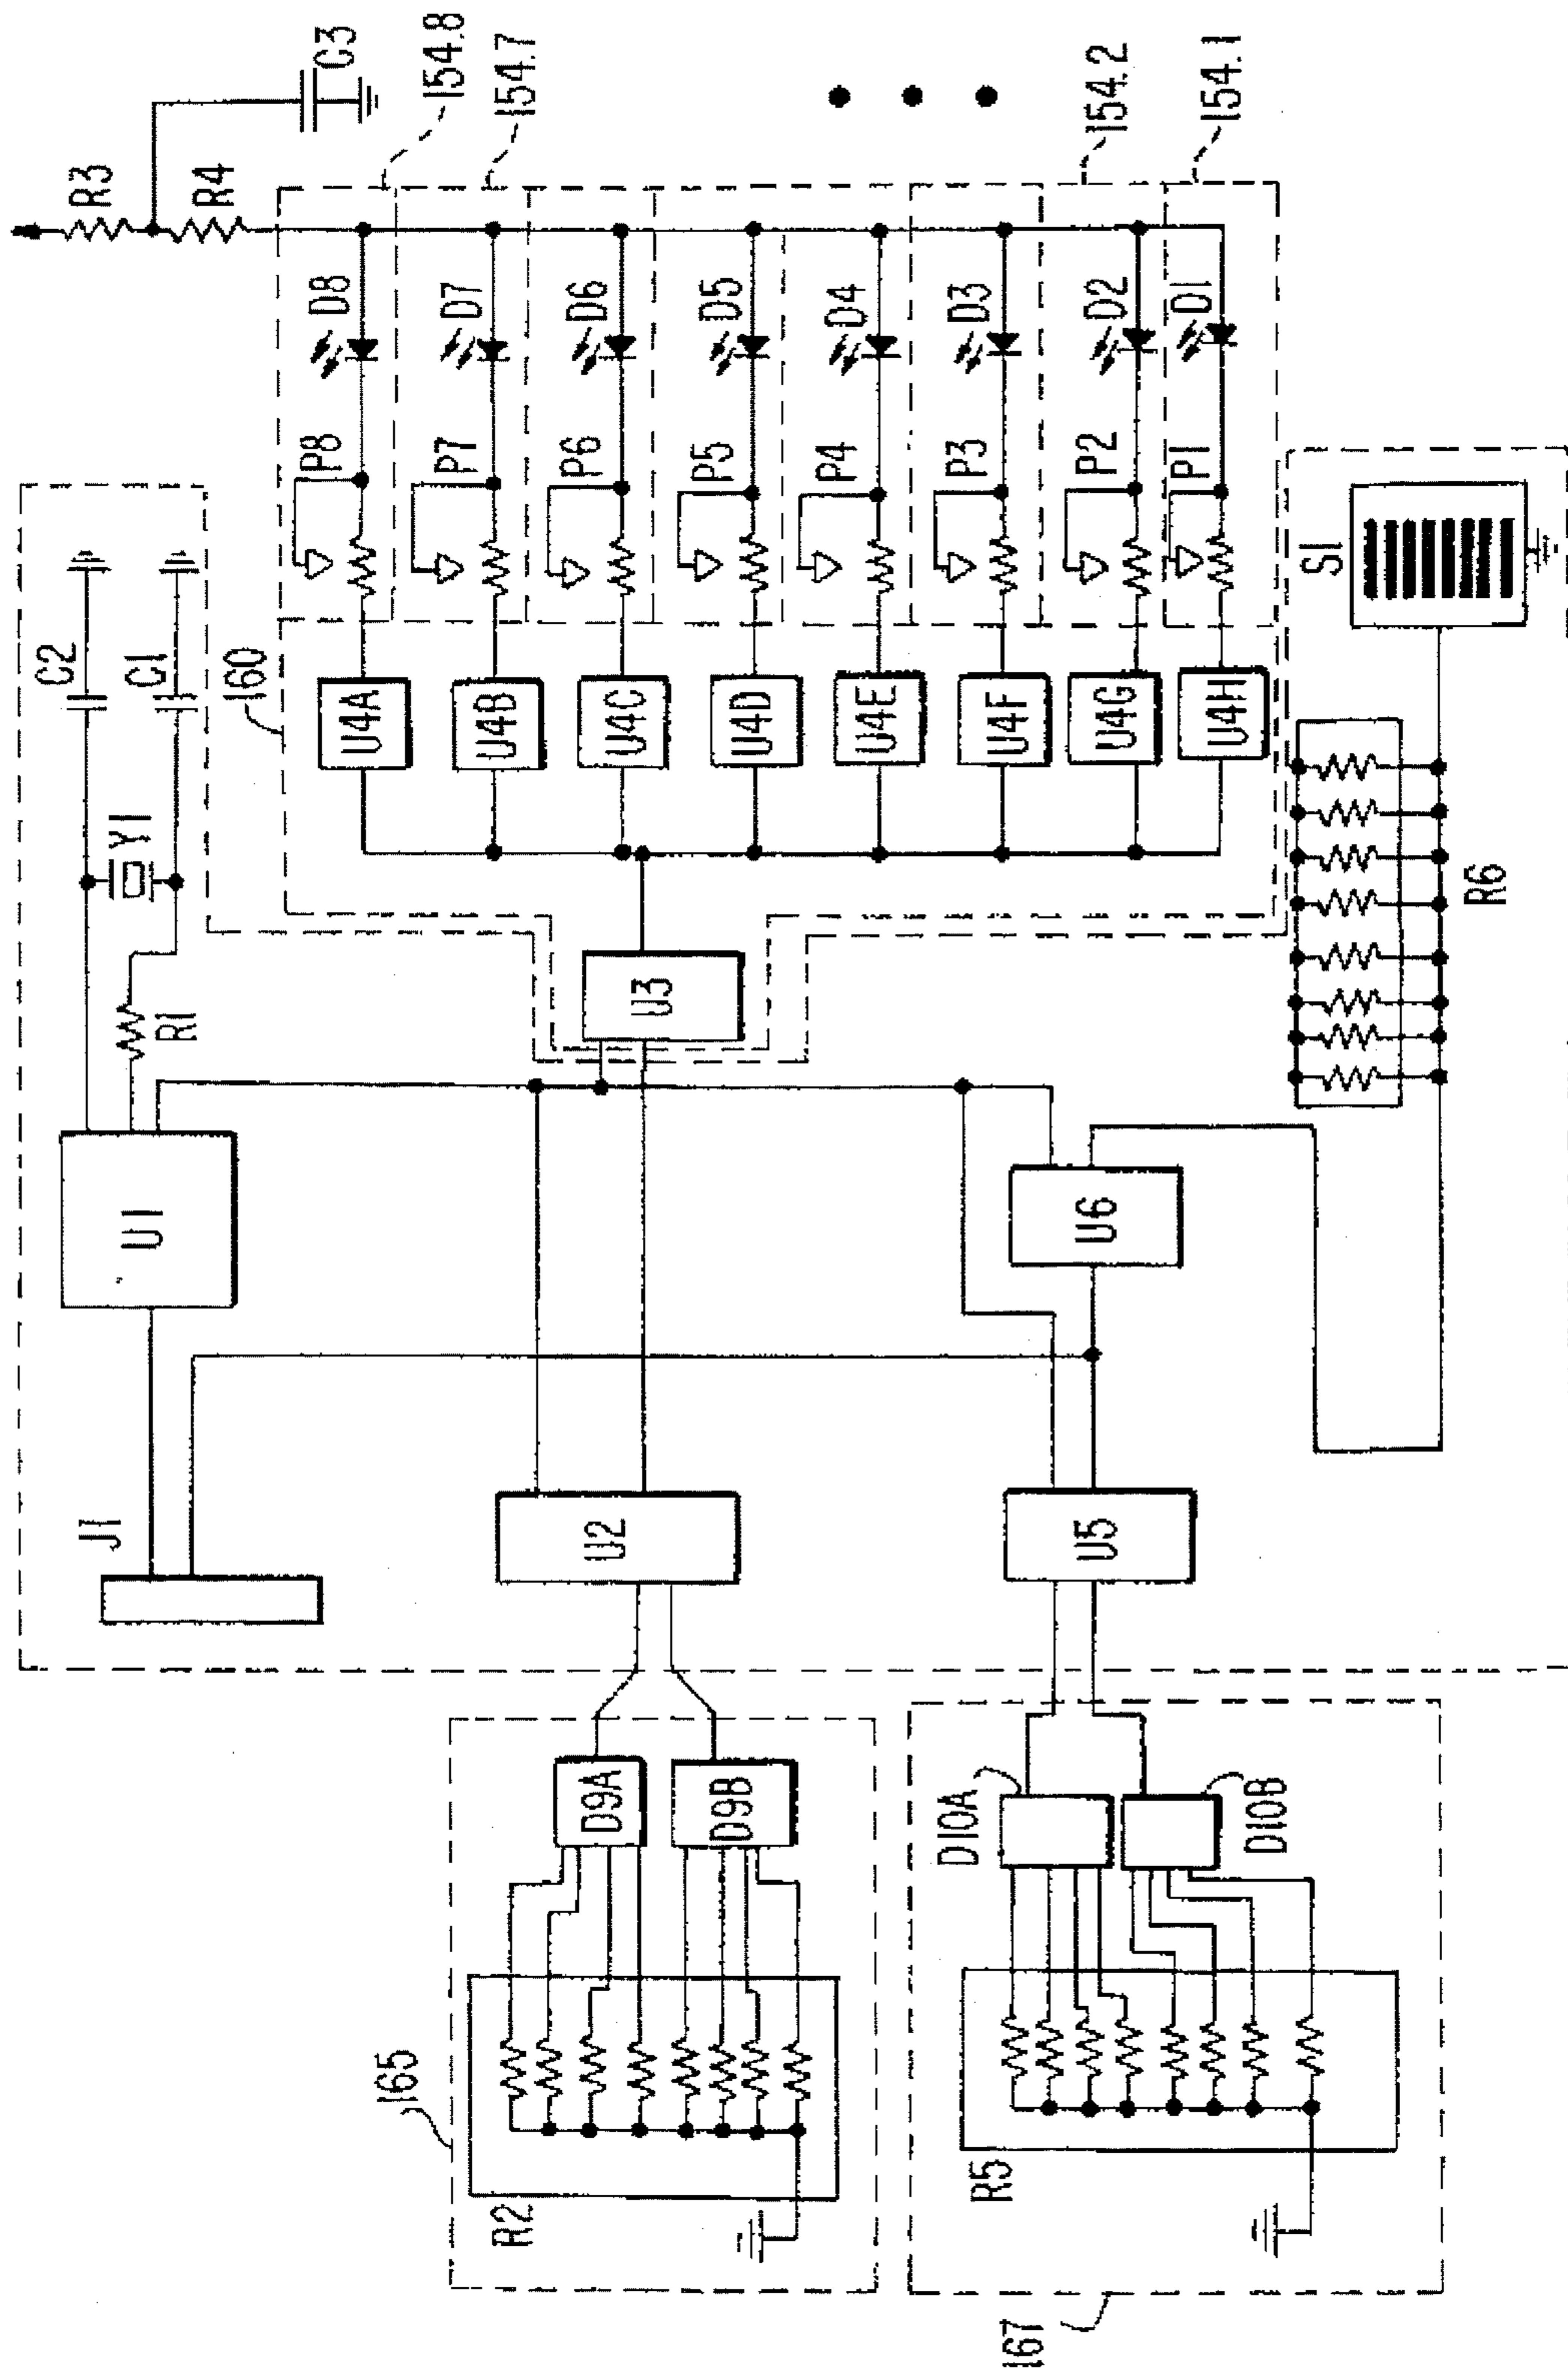 R3
C3
R4
154.8
154.7
154.2
154.1
D8
D7
D6
D5
D4
D3
D2
D1
P8
P7
P6
P5
P4
P3
P2
P1
S1
C2
C1
160
U4A
U4B
U4C
U4D
U4E
U4F
U4G
U4H
Y1
R6
R1
U3
U1
U6
J1
U2
U5
D9A
D9B
D10A
D10B
165
R2
R5
167